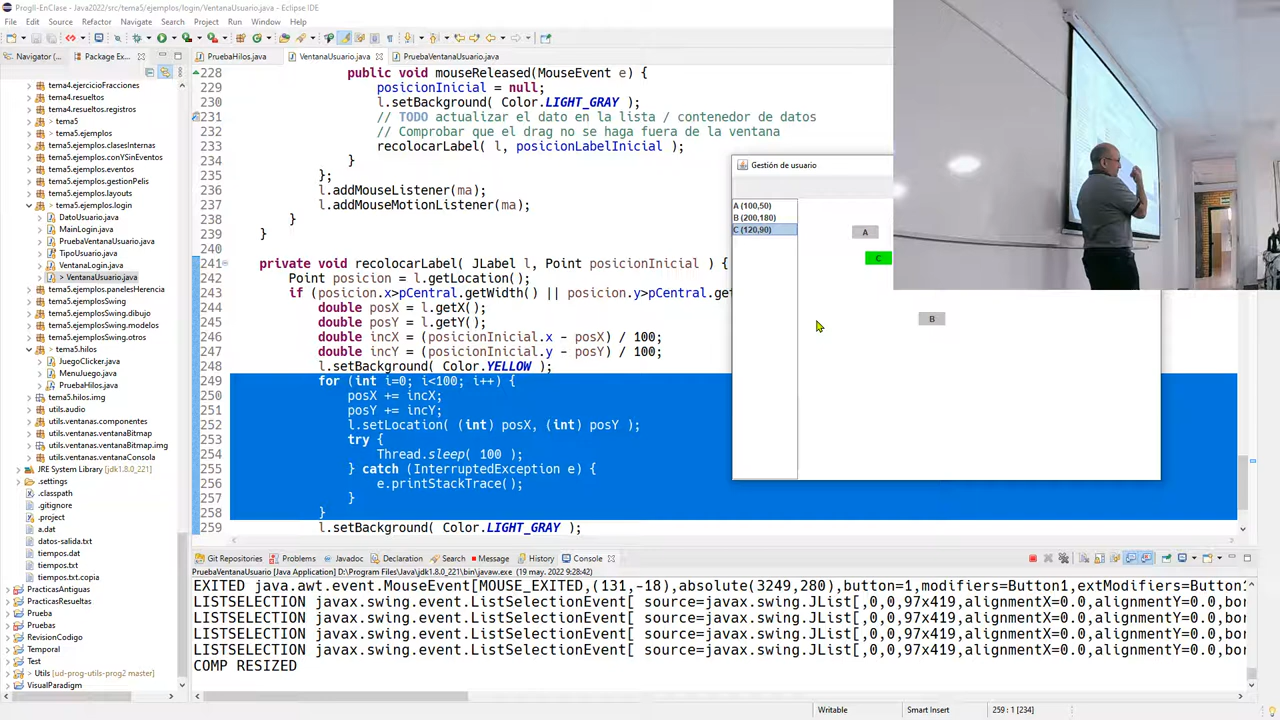 ProgII-EnClase - Java2022/src/tema5/ejemplos/login/VentanaUsuario.java - Eclipse IDE
File Edit Source Refactor Navigate Search Project Run Window Help
Navigator (... Package Exp...
PruebaHilos.java VentanaUsuario.java PruebaVentanaUsuario.java
tema4.ejercicioFracciones
tema4.resueltos
tema4.resueltos.registros
> tema5
> tema5.ejemplos
tema5.ejemplos.clasesInternas
tema5.ejemplos.conYSinEventos
tema5.ejemplos.eventos
tema5.ejemplos.gestionPelis
tema5.ejemplos.layouts
> tema5.ejemplos.login
DatoUsuario.java
MainLogin.java
PruebaVentanaUsuario.java
TipoUsuario.java
VentanaLogin.java
> VentanaUsuario.java
tema5.ejemplos.panelesHerencia
tema5.ejemplosSwing
tema5.ejemplosSwing.dibujo
tema5.ejemplosSwing.modelos
tema5.ejemplosSwing.otros
> tema5.hilos
JuegoClicker.java
MenuJuego.java
PruebaHilos.java
tema5.hilos.img
utils.audio
utils.ventanas.componentes
utils.ventanas.ventanaBitmap
utils.ventanas.ventanaBitmap.img
utils.ventanas.ventanaConsola
JRE System Library [jdk1.8.0_221]
.settings
.classpath
.gitignore
.project
a.dat
datos-salida.txt
tiempos.dat
tiempos.txt
tiempos.txt.copia
PracticasAntiguas
PracticasResueltas
Prueba
Pruebas
RevisionCodigo
Temporal
Test
> Utils (ud-prog-utils-prog2 master)
VisualParadigm
228 public void mouseReleased(MouseEvent e) {
229 posicionInicial = null;
230 l.setBackground( Color.LIGHT_GRAY );
231 // TODO actualizar el dato en la lista / contenedor de datos
232 // Comprobar que el drag no se haga fuera de la ventana
233 recolocarLabel( l, posicionLabelInicial );
234 }
235 };
236 l.addMouseListener(ma);
237 l.addMouseMotionListener(ma);
238 }
239 }
240
241 private void recolocarLabel( JLabel l, Point posicionInicial ) {
242 Point posicion = l.getLocation();
243 if (posicion.x>pCentral.getWidth() || posicion.y>pCentral.get
244 double posX = l.getX();
245 double posY = l.getY();
246 double incX = (posicionInicial.x - posX) / 100;
247 double incY = (posicionInicial.y - posY) / 100;
248 l.setBackground( Color.YELLOW );
249 for (int i=0; i<100; i++) {
250 posX += incX;
251 posY += incY;
252 l.setLocation( (int) posX, (int) posY );
253 try {
254 Thread.sleep( 100 );
255 } catch (InterruptedException e) {
256 e.printStackTrace();
257 }
258 }
259 l.setBackground( Color.LIGHT_GRAY );
Gestión de usuario
A (100,50)
B (200,180)
C (120,90)
A
C
B
Git Repositories Problems Javadoc Declaration Search Message History Console
PruebaVentanaUsuario [Java Application] D:\Program Files\Java\jdk1.8.0_221\bin\javaw.exe (19 may. 2022 9:28:42)
EXITED java.awt.event.MouseEvent[MOUSE_EXITED,(131,-18),absolute(3249,280),button=1,modifiers=Button1,extModifiers=Button
LISTSELECTION javax.swing.event.ListSelectionEvent[ source=javax.swing.JList[,0,0,97x419,alignmentX=0.0,alignmentY=0.0,bor
LISTSELECTION javax.swing.event.ListSelectionEvent[ source=javax.swing.JList[,0,0,97x419,alignmentX=0.0,alignmentY=0.0,bor
LISTSELECTION javax.swing.event.ListSelectionEvent[ source=javax.swing.JList[,0,0,97x419,alignmentX=0.0,alignmentY=0.0,bor
LISTSELECTION javax.swing.event.ListSelectionEvent[ source=javax.swing.JList[,0,0,97x419,alignmentX=0.0,alignmentY=0.0,bor
COMP RESIZED
Writable Smart Insert 259 : 1 [234]